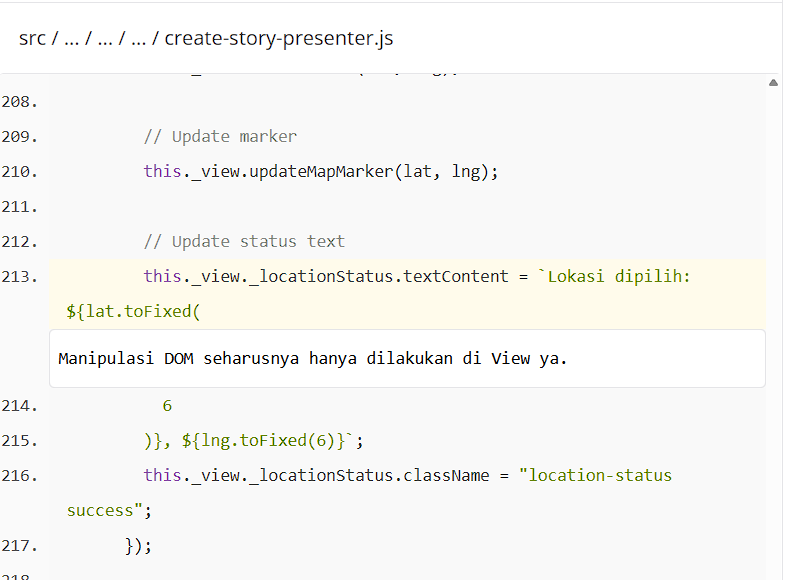 src / ... / ... / ... / create-story-presenter.js
208.
209. // Update marker
210. this._view.updateMapMarker(lat, lng);
211.
212. // Update status text
213. this._view._locationStatus.textContent = `Lokasi dipilih:
${lat.toFixed(
Manipulasi DOM seharusnya hanya dilakukan di View ya.
214. 6
215. )}, ${lng.toFixed(6)}`;
216. this._view._locationStatus.className = "location-status
success";
217. });